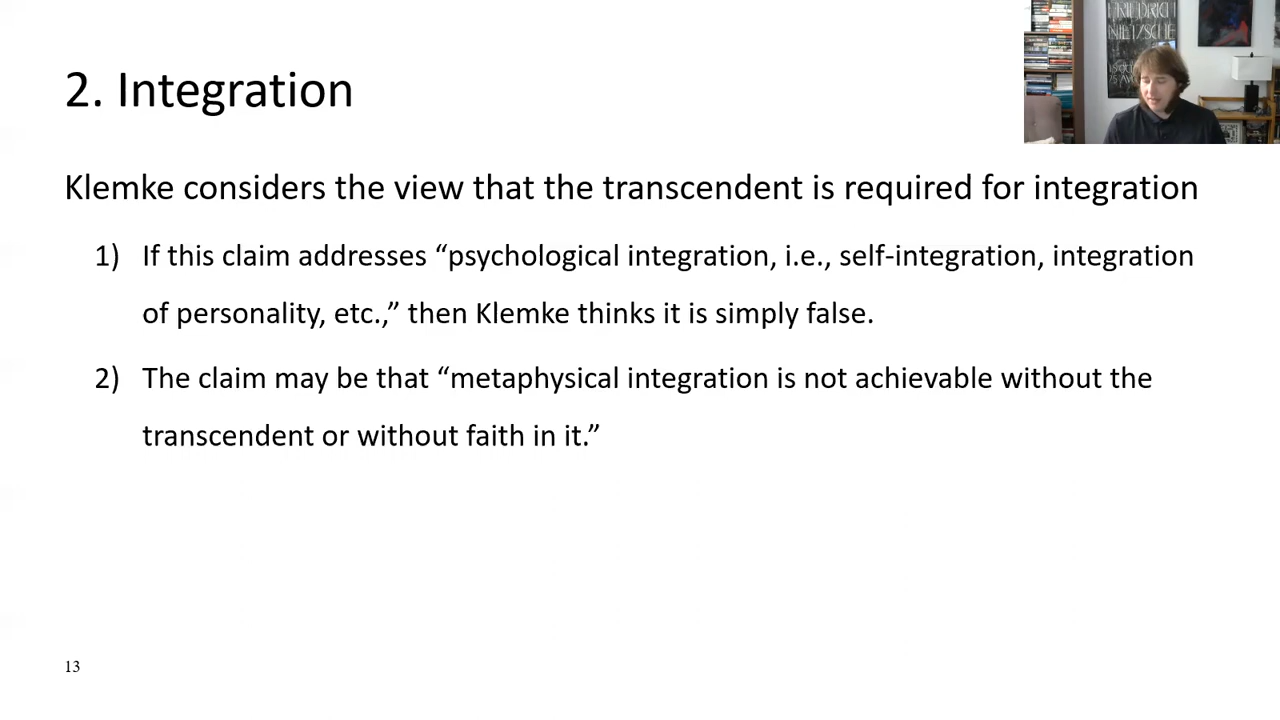 2. Integration
FRIEDRICH
NIETZSCHE
Klemke considers the view that the transcendent is required for integration
1) If this claim addresses “psychological integration, i.e., self-integration, integration
of personality, etc.,” then Klemke thinks it is simply false.
2) The claim may be that “metaphysical integration is not achievable without the
transcendent or without faith in it.”
13